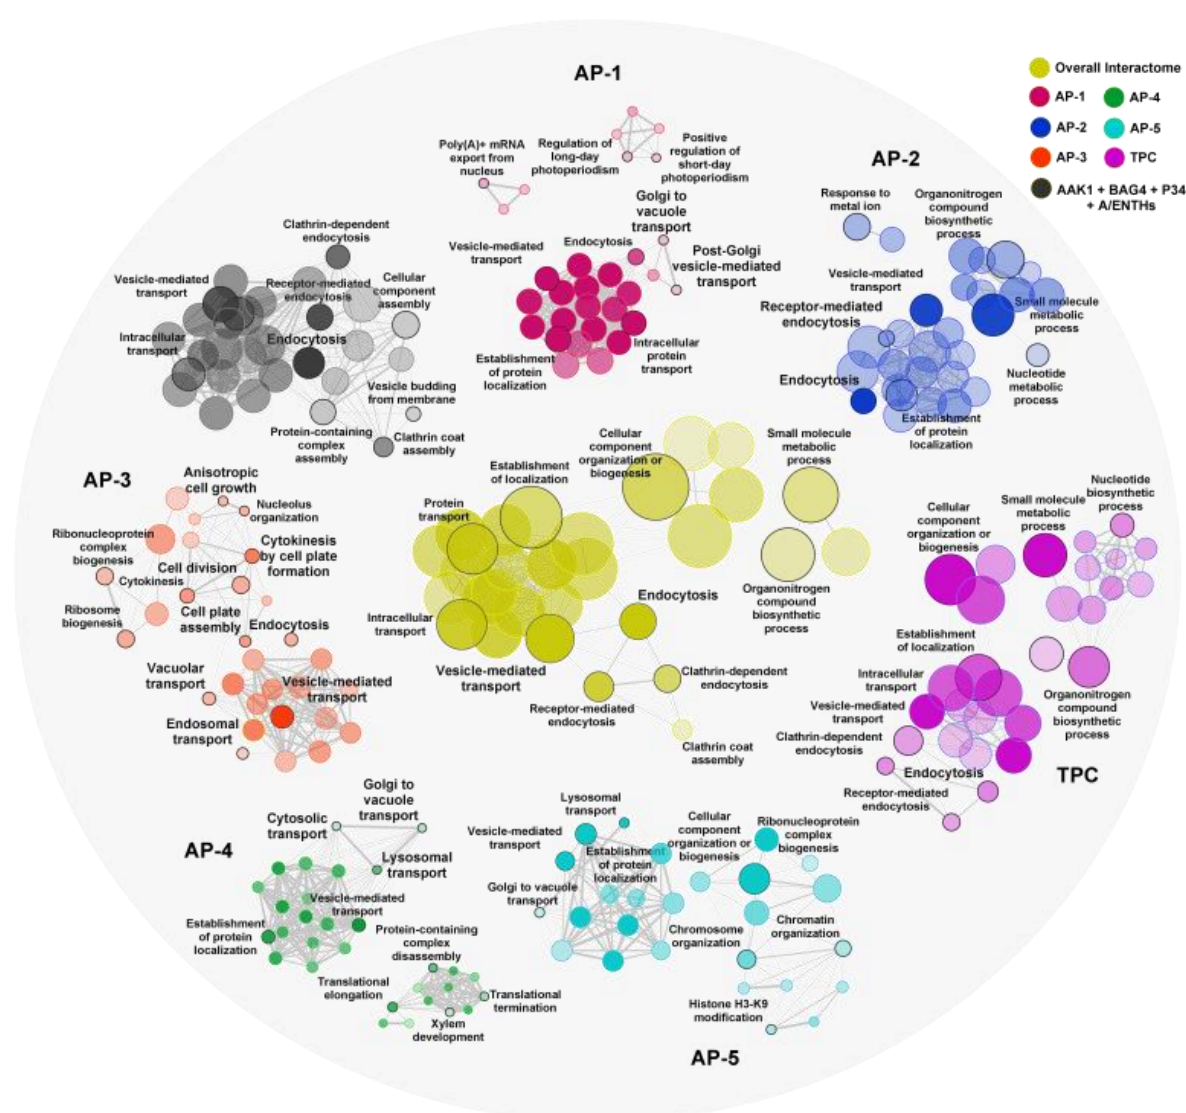 AP-1
Overall Interactome
AP-1
AP-4
AP-2
AP-5
AP-3
TPC
AAK1 + BAG4 + P34
+ A/ENTHs
Poly(A)+ mRNA
export from
nucleus
Regulation of
long-day
photoperiodism
Positive
regulation of
short-day
photoperiodism
Golgi to
vacuole
transport
Vesicle-mediated
transport
Endocytosis
Post-Golgi
vesicle-mediated
transport
Establishment
of protein
localization
Intracellular
protein
transport
AP-2
Response to
metal ion
Organonitrogen
compound
biosynthetic
process
Vesicle-mediated
transport
Receptor-mediated
endocytosis
Small molecule
metabolic
process
Endocytosis
Nucleotide
metabolic
process
Establishment
of protein
localization
Clathrin-dependent
endocytosis
Vesicle-mediated
transport
Receptor-mediated
endocytosis
Cellular
component
assembly
Intracellular
transport
Endocytosis
Vesicle budding
from membrane
Protein-containing
complex
assembly
Clathrin coat
assembly
AP-3
Anisotropic
cell growth
Nucleolus
organization
Ribonucleoprotein
complex
biogenesis
Cytokinesis
by cell plate
formation
Cell division
Cytokinesis
Ribosome
biogenesis
Cell plate
assembly
Endocytosis
Vacuolar
transport
Vesicle-mediated
transport
Endosomal
transport
Cellular
component
organization or
biogenesis
Small molecule
metabolic
process
Establishment
of localization
Protein
transport
Organonitrogen
compound
biosynthetic
process
Endocytosis
Intracellular
transport
Vesicle-mediated
transport
Clathrin-dependent
endocytosis
Receptor-mediated
endocytosis
Clathrin coat
assembly
Nucleotide
biosynthetic
process
Small molecule
metabolic
process
Cellular
component
organization or
biogenesis
Establishment
of localization
Intracellular
transport
Vesicle-mediated
transport
Organonitrogen
compound
biosynthetic
process
Clathrin-dependent
endocytosis
Endocytosis
Receptor-mediated
endocytosis
TPC
AP-4
Golgi to
vacuole
transport
Cytosolic
transport
Lysosomal
transport
Vesicle-mediated
transport
Establishment
of protein
localization
Protein-containing
complex
disassembly
Translational
elongation
Translational
termination
Xylem
development
Lysosomal
transport
Vesicle-mediated
transport
Establishment
of protein
localization
Golgi to vacuole
transport
Cellular
component
organization or
biogenesis
Ribonucleoprotein
complex
biogenesis
Chromosome
organization
Chromatin
organization
Histone H3-K9
modification
AP-5